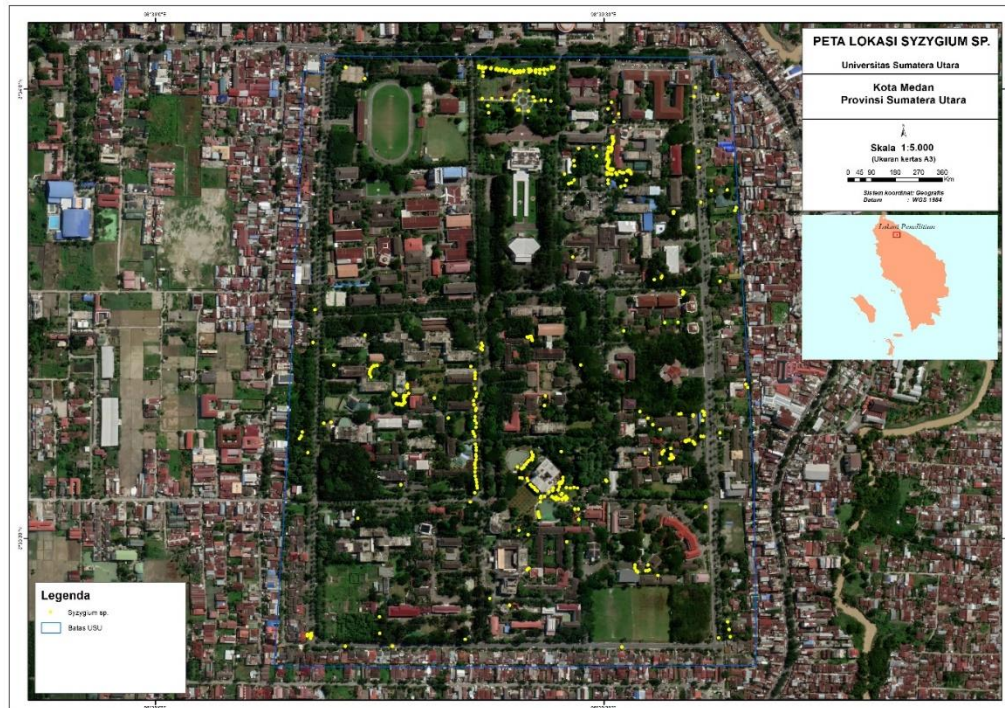 PETA LOKASI SYZYGIUM SP.
Universitas Sumatera Utara
Kota Medan
Provinsi Sumatera Utara
Skala 1:5.000
(Ukuran kertas A3)
0 45 90 180 270 360
Km
Sistem koordinat: Geografis
Datum : WGS 1984
Lokasi Penelitian
Legenda
Syzygium sp.
Batas USU